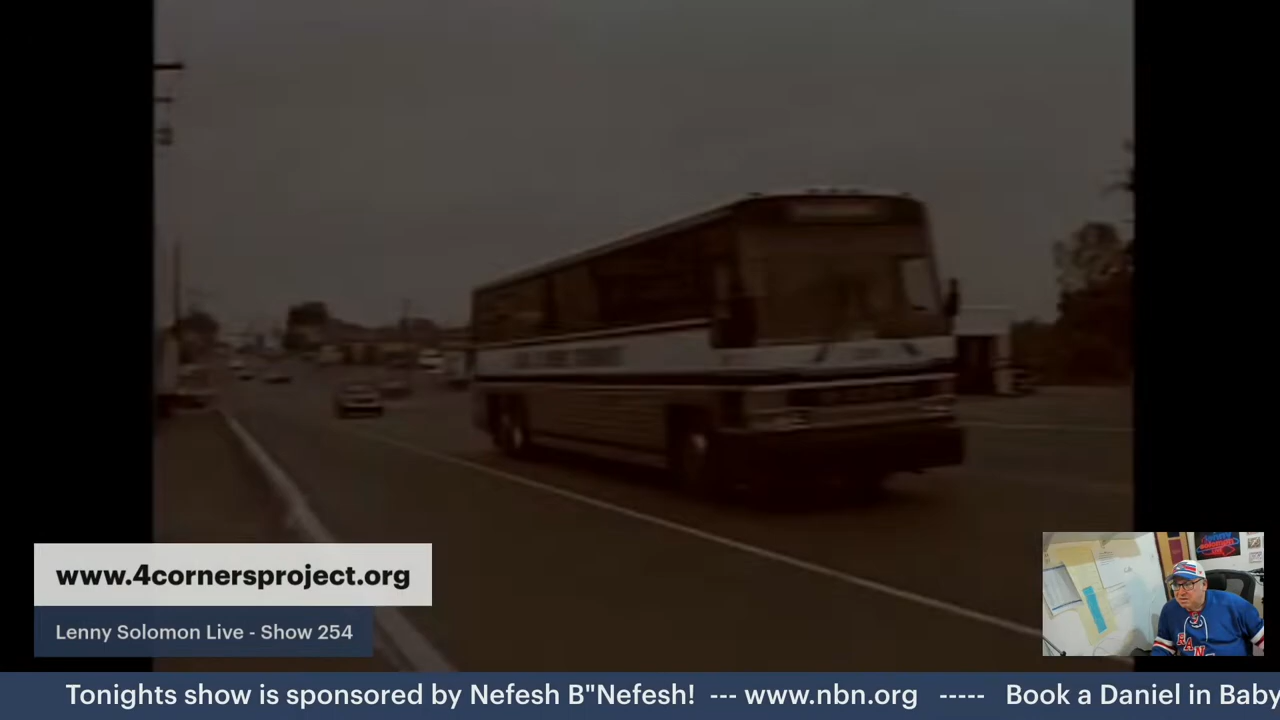 www.4cornersproject.org
Lenny Solomon Live - Show 254
Tonights show is sponsored by Nefesh B"Nefesh! --- www.nbn.org ----- Book a Daniel in Baby